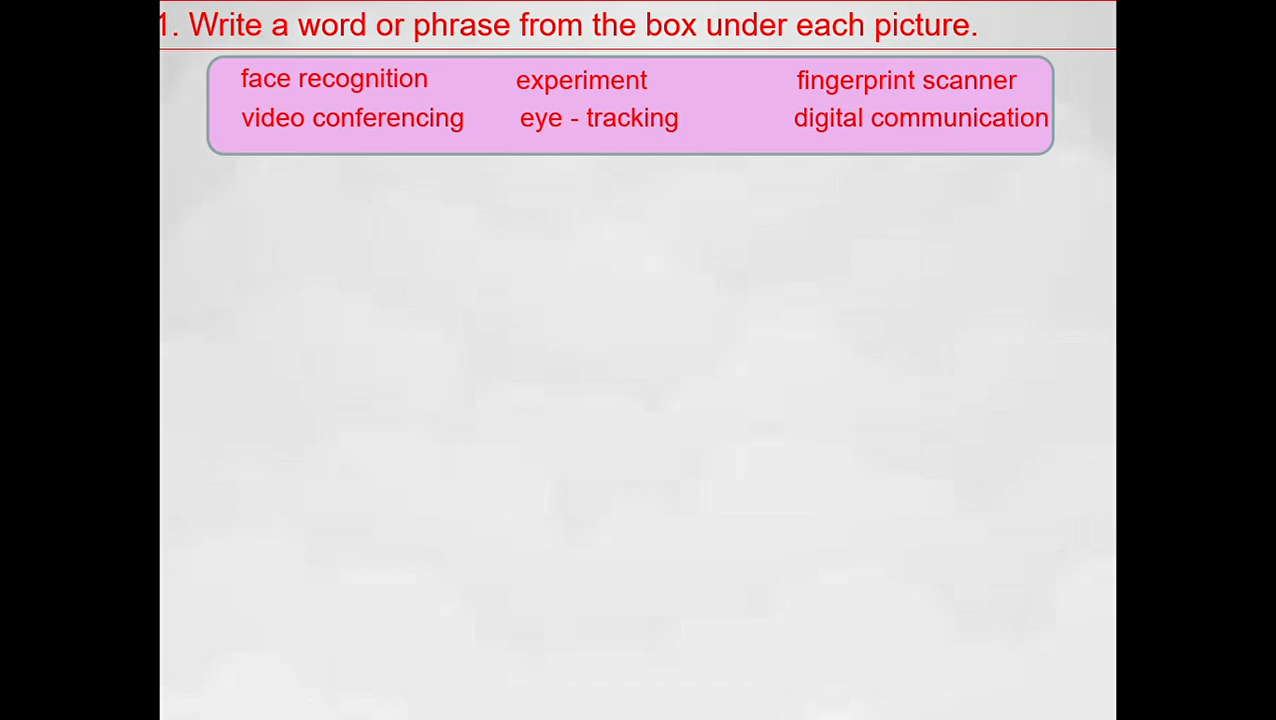 1. Write a word or phrase from the box under each picture.
face recognition experiment fingerprint scanner
video conferencing eye - tracking digital communication